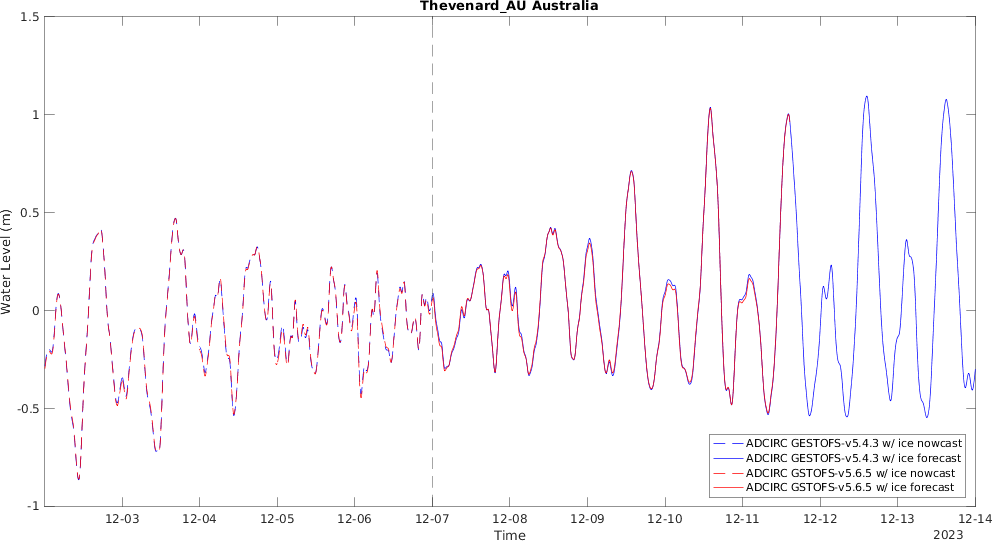 Thevenard_AU Australia
1.5
1
0.5
0
-0.5
-1
Water Level (m)
ADCIRC GESTOFS-v5.4.3 w/ ice nowcast
ADCIRC GESTOFS-v5.4.3 w/ ice forecast
ADCIRC GSTOFS-v5.6.5 w/ ice nowcast
ADCIRC GSTOFS-v5.6.5 w/ ice forecast
12-03 12-04 12-05 12-06 12-07 12-08 12-09 12-10 12-11 12-12 12-13 12-14
Time
2023